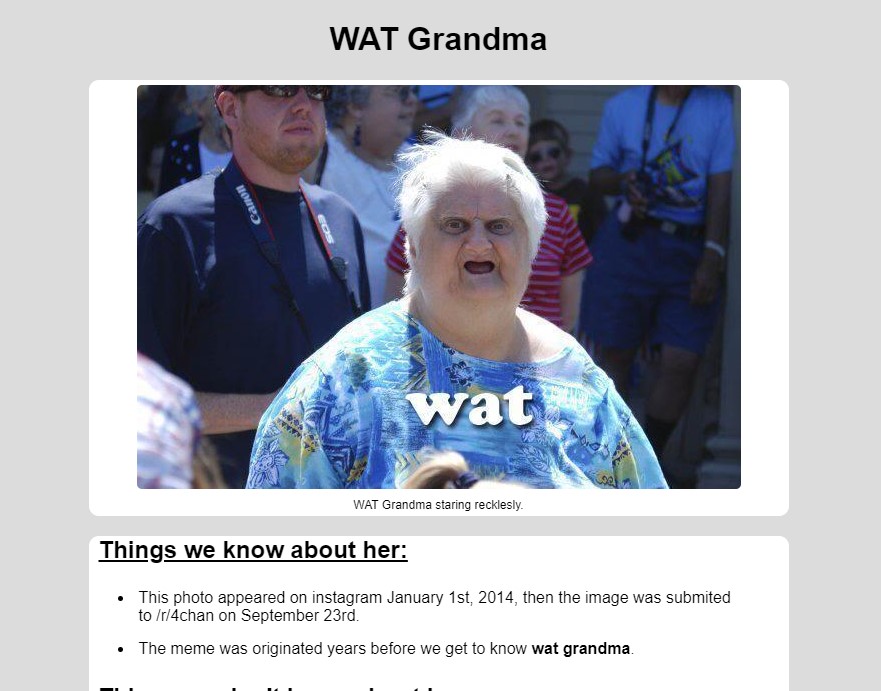 WAT Grandma
Canon
EOS
wat
WAT Grandma staring recklesly.
Things we know about her:
This photo appeared on instagram January 1st, 2014, then the image was submited
to /r/4chan on September 23rd.
The meme was originated years before we get to know wat grandma.